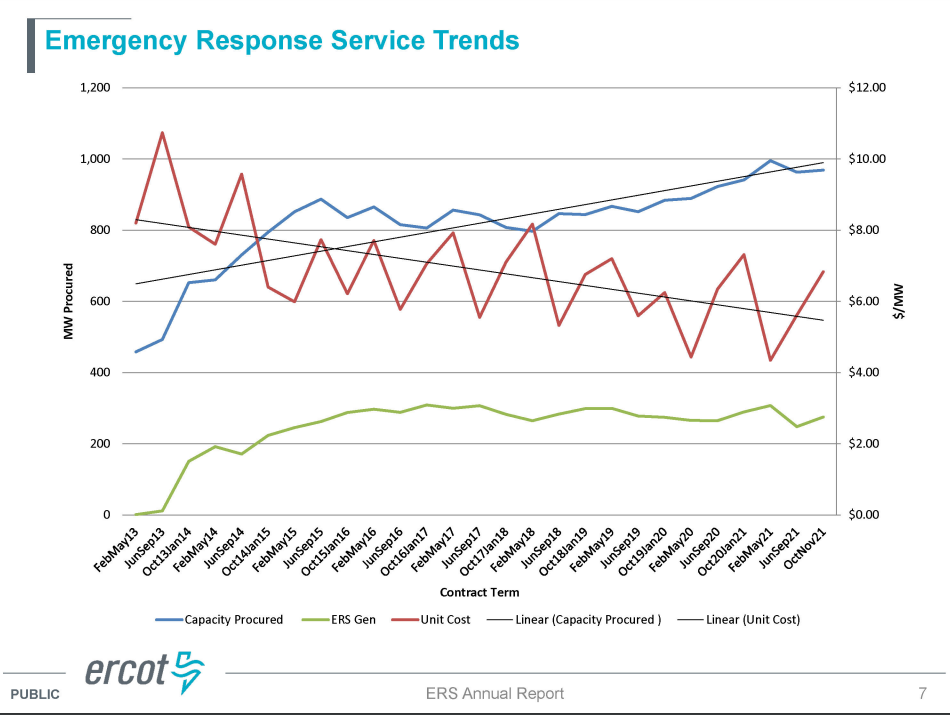 Emergency Response Service Trends
1,200
1,000
800
600
400
200
0
MW Procured
$12.00
$10.00
$8.00
$6.00
$4.00
$2.00
$0.00
$/MW
FebMay13
JunSep13
Oct13Jan14
FebMay14
JunSep14
Oct14Jan15
FebMay15
JunSep15
Oct15Jan16
FebMay16
JunSep16
Oct16Jan17
FebMay17
JunSep17
Oct17Jan18
FebMay18
JunSep18
Oct18Jan19
FebMay19
JunSep19
Oct19Jan20
FebMay20
JunSep20
Oct20Jan21
FebMay21
JunSep21
OctNov21
Contract Term
Capacity Procured ERS Gen Unit Cost Linear (Capacity Procured ) Linear (Unit Cost)
ercot
PUBLIC
ERS Annual Report
7